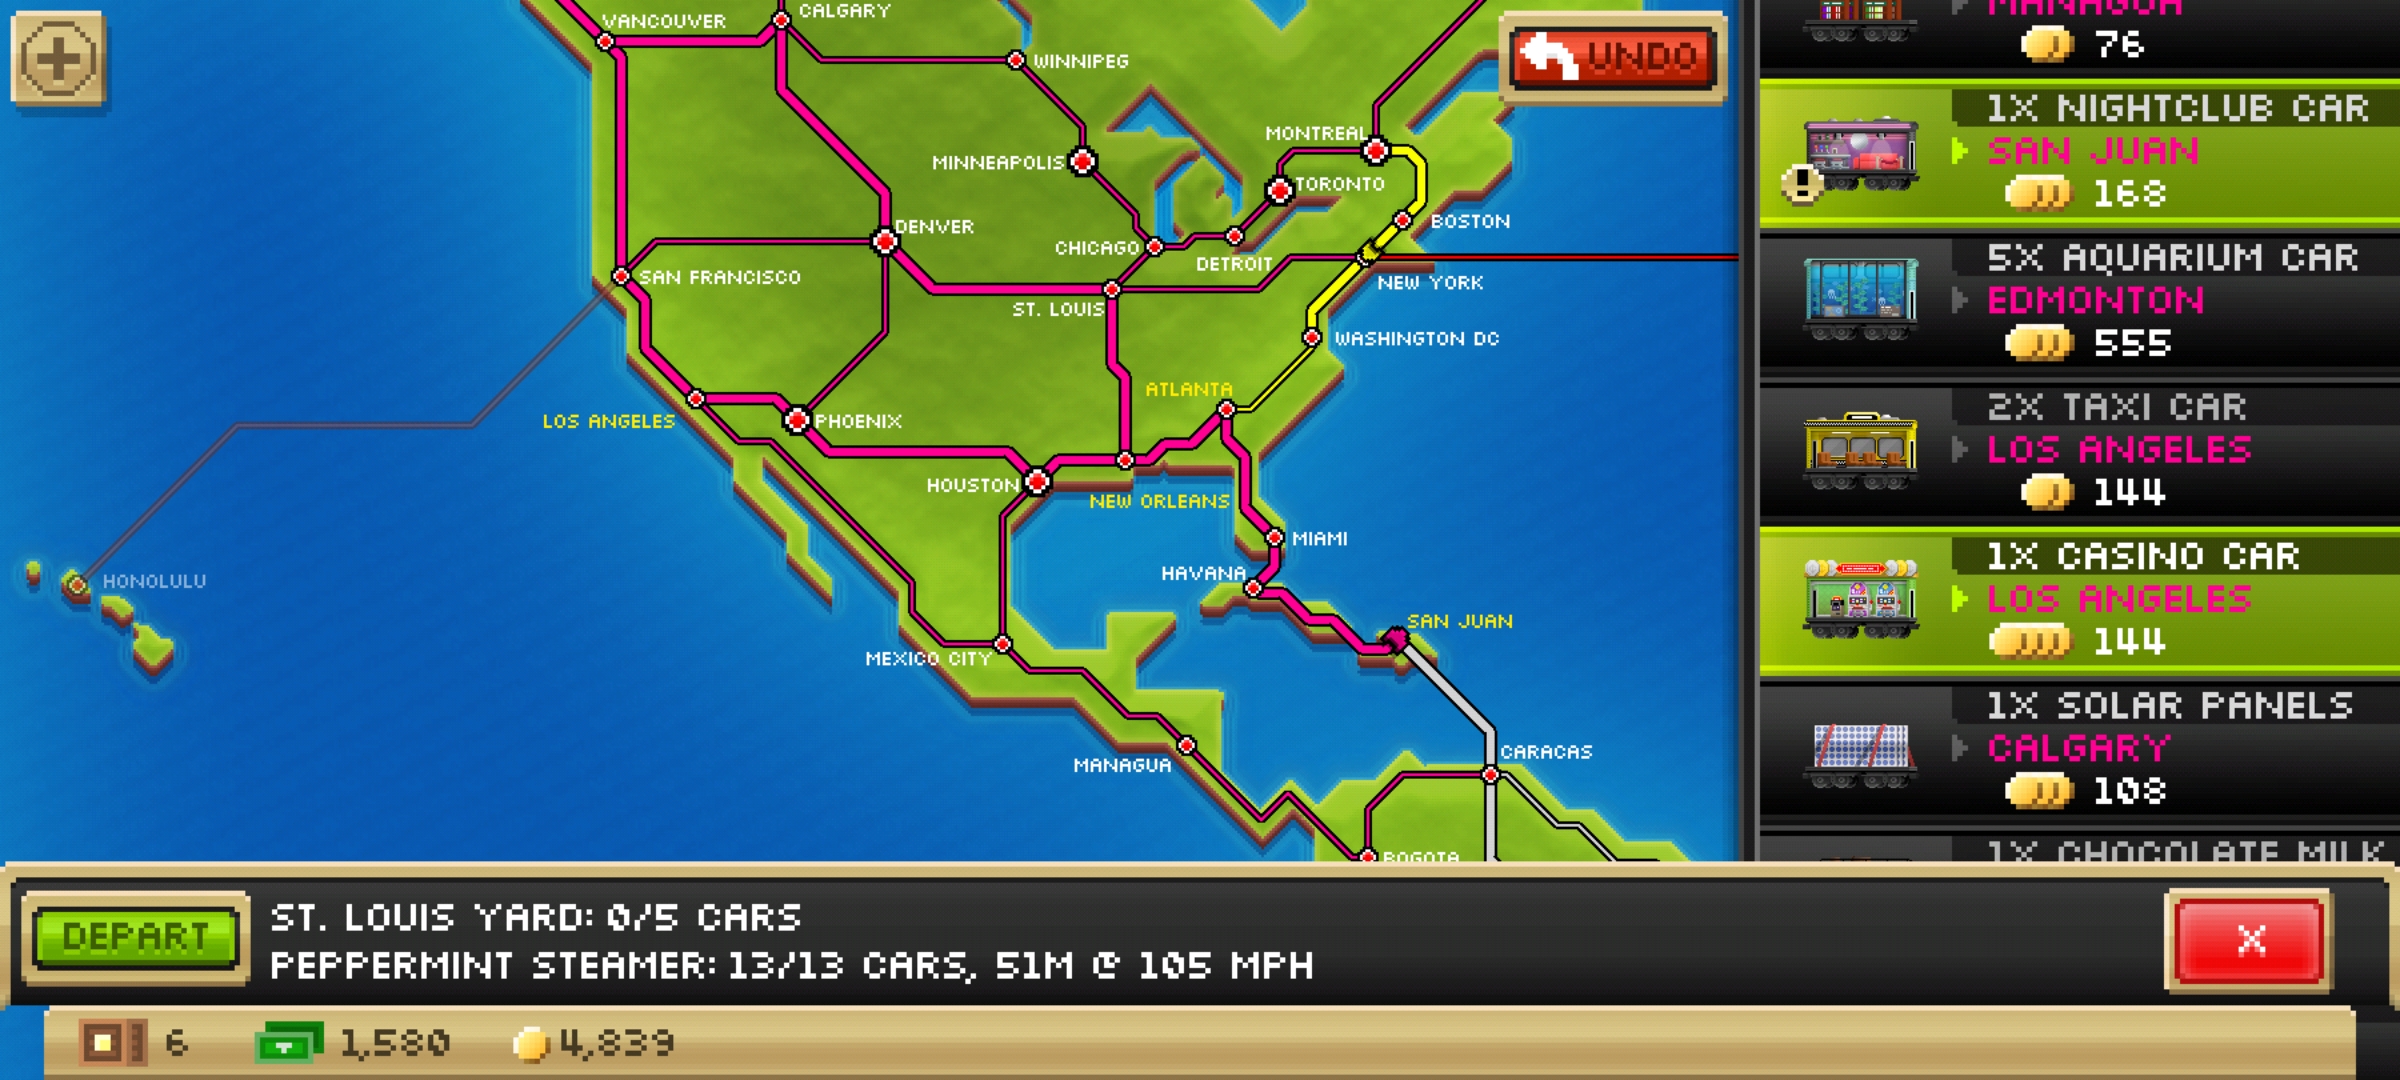 VANCOUVER
CALGARY
WINNIPEG
UNDO
MONTREAL
MINNEAPOLIS
TORONTO
DENVER
BOSTON
CHICAGO
DETROIT
SAN FRANCISCO
NEW YORK
ST. LOUIS
WASHINGTON DC
ATLANTA
LOS ANGELES
PHOENIX
HOUSTON
NEW ORLEANS
MIAMI
HAVANA
HONOLULU
SAN JUAN
MEXICO CITY
CARACAS
MANAGUA
BOGOTA
MANAGUA
76
1X NIGHTCLUB CAR
SAN JUAN
168
5X AQUARIUM CAR
EDMONTON
555
2X TAXI CAR
LOS ANGELES
144
1X CASINO CAR
LOS ANGELES
144
1X SOLAR PANELS
CALGARY
108
1X CHOCOLATE MILK
DEPART
ST. LOUIS YARD: 0/5 CARS
PEPPERMINT STEAMER: 13/13 CARS, 51M @ 105 MPH
X
6
1,580
4,839